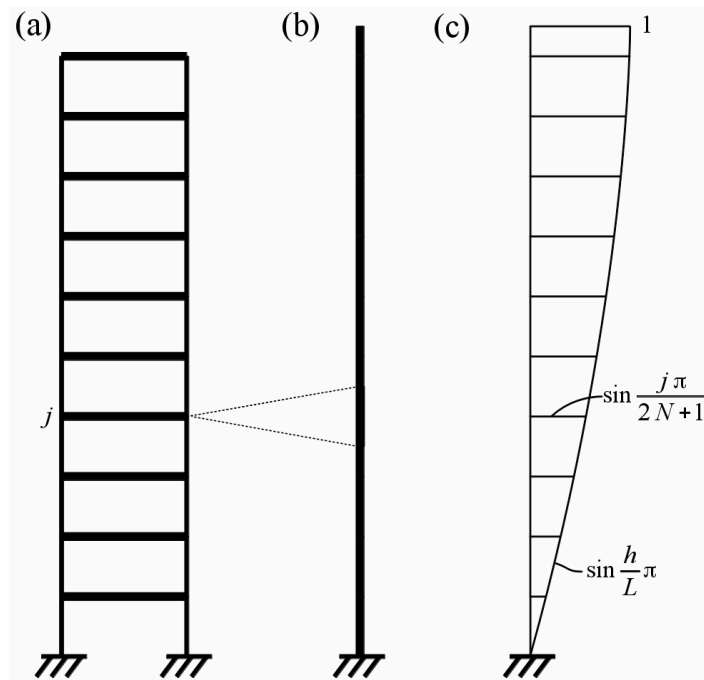 (a)
(b)
(c)
1
j
sin jπ/2N+1
sin h/L π